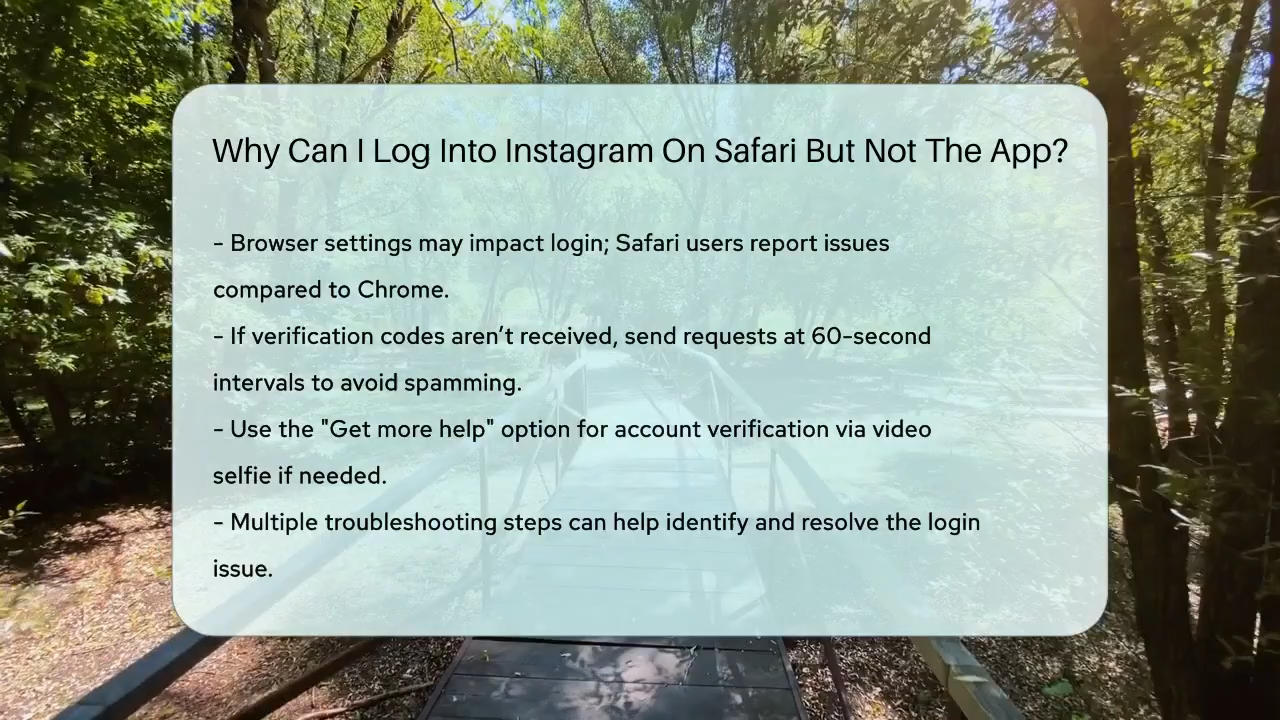 Why Can I Log Into Instagram On Safari But Not The App?
- Browser settings may impact login; Safari users report issues
compared to Chrome.
- If verification codes aren’t received, send requests at 60-second
intervals to avoid spamming.
- Use the "Get more help" option for account verification via video
selfie if needed.
- Multiple troubleshooting steps can help identify and resolve the login
issue.